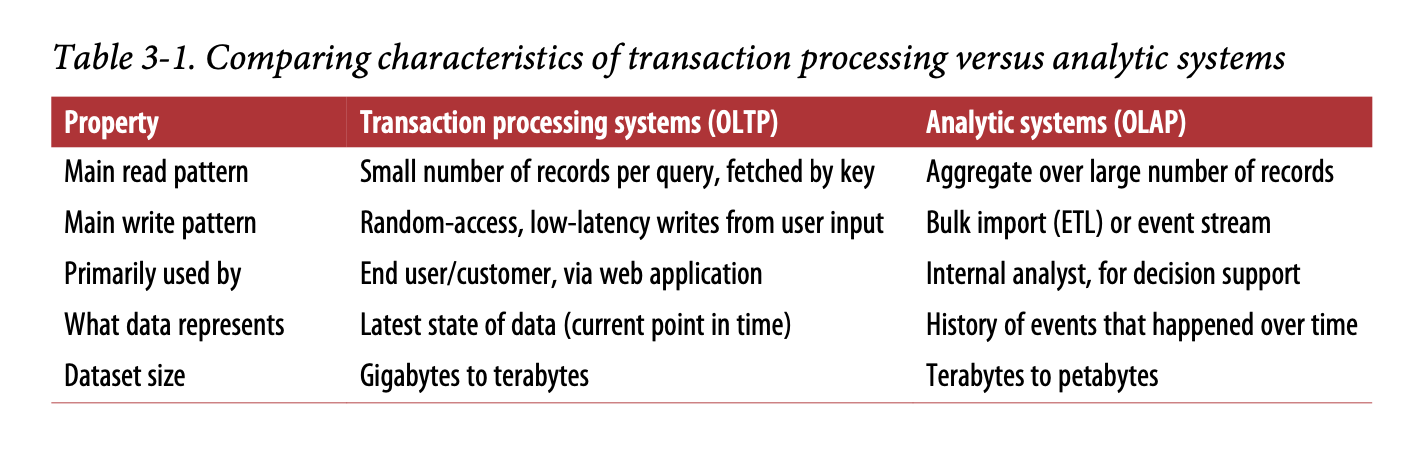 Table 3-1. Comparing characteristics of transaction processing versus analytic systems
Property Transaction processing systems (OLTP) Analytic systems (OLAP)
Main read pattern Small number of records per query, fetched by key Aggregate over large number of records
Main write pattern Random-access, low-latency writes from user input Bulk import (ETL) or event stream
Primarily used by End user/customer, via web application Internal analyst, for decision support
What data represents Latest state of data (current point in time) History of events that happened over time
Dataset size Gigabytes to terabytes Terabytes to petabytes